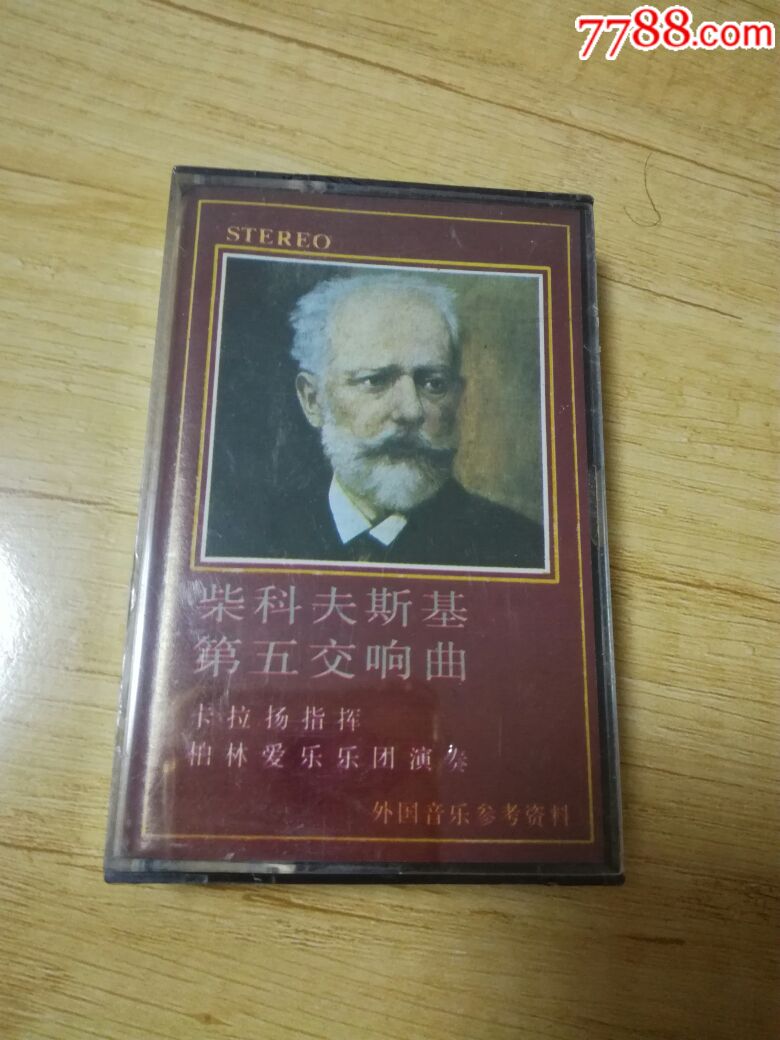 7788.com
STEREO
柴科夫斯基
第五交响曲
卡拉扬指挥
柏林爱乐乐团演奏
外国音乐参考资料